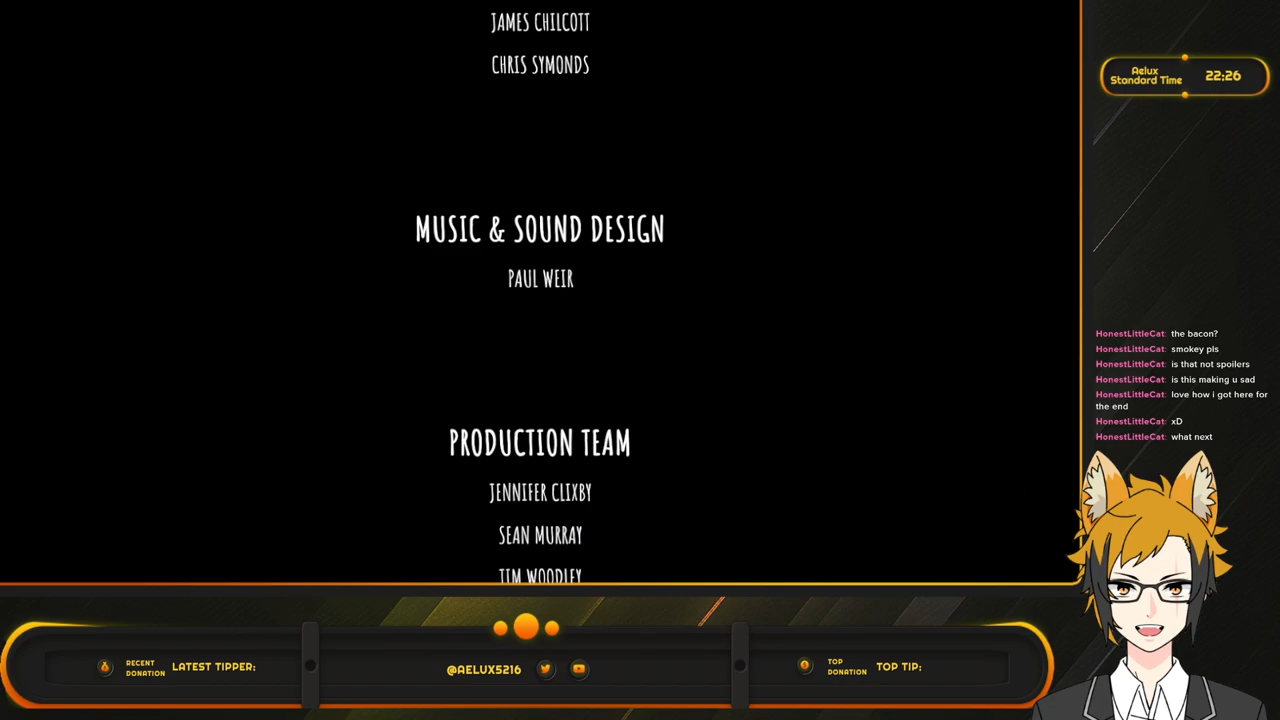 JAMES CHILCOTT
CHRIS SYMONDS
MUSIC & SOUND DESIGN
PAUL WEIR
PRODUCTION TEAM
JENNIFER CLIXBY
SEAN MURRAY
TIM WOODLEY
Aelux
Standard Time
22:26
HonestLittleCat: the bacon?
HonestLittleCat: smokey pls
HonestLittleCat: is that not spoilers
HonestLittleCat: is this making u sad
HonestLittleCat: love how i got here for
the end
HonestLittleCat: xD
HonestLittleCat: what next
RECENT
DONATION
LATEST TIPPER:
@AELUX5216
TOP
DONATION
TOP TIP: